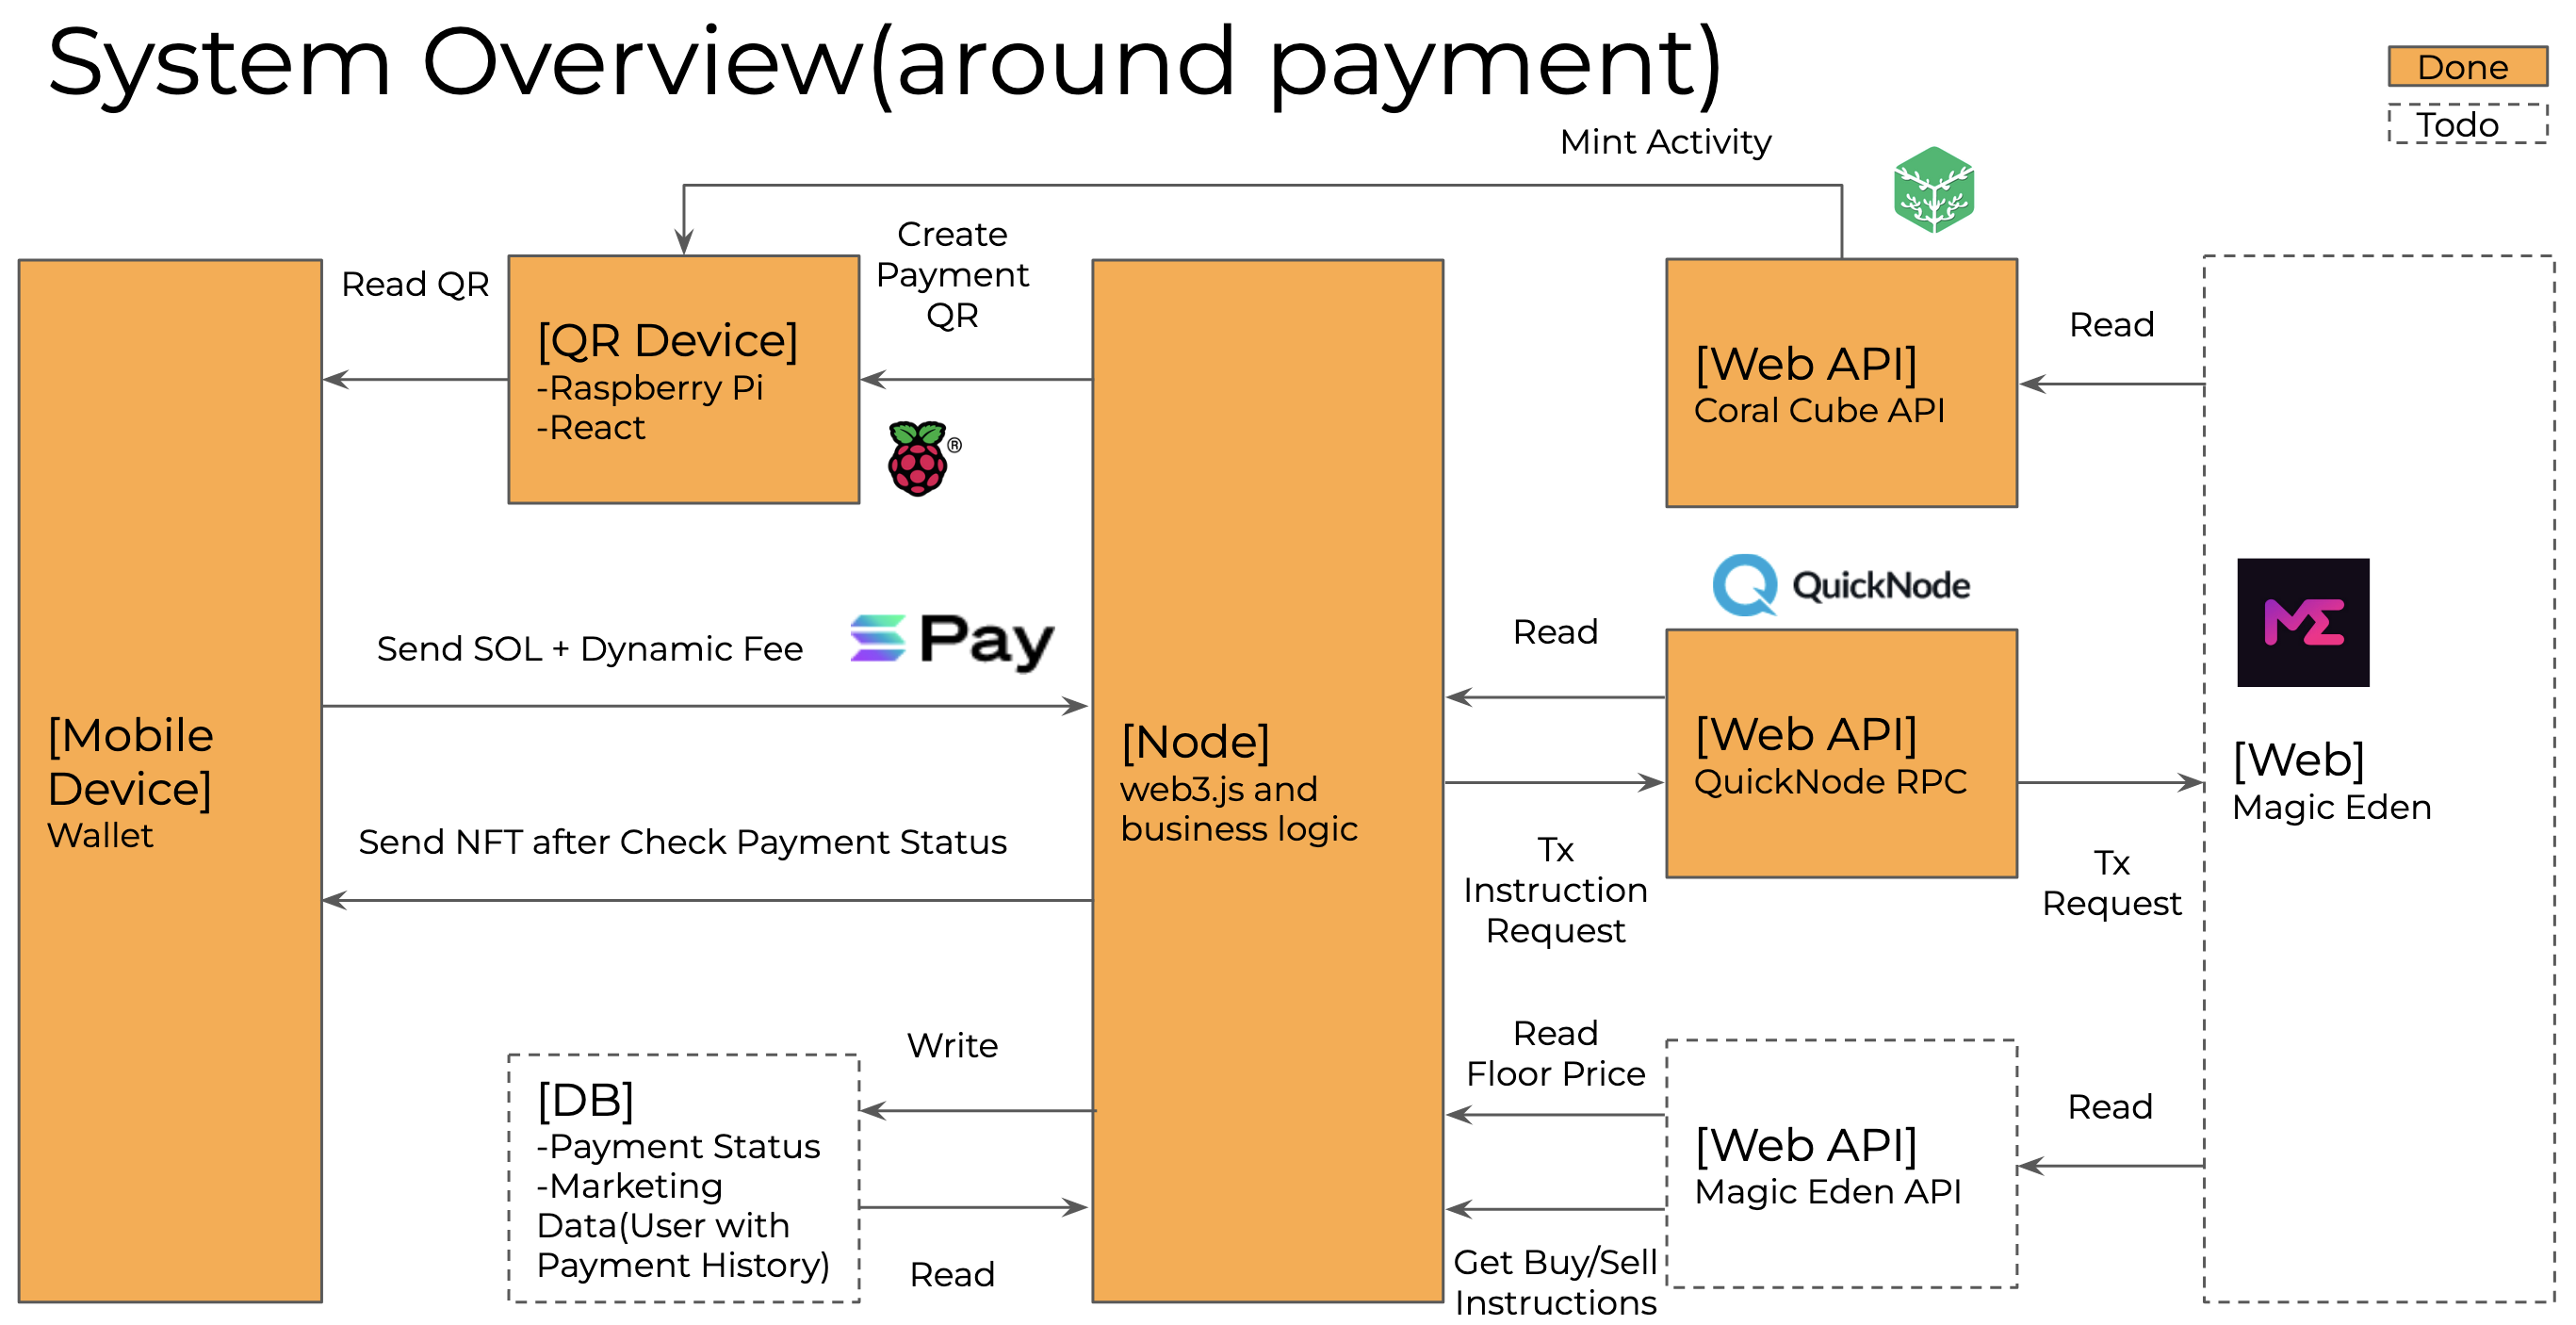 System Overview(around payment)
Done
Todo
Mint Activity
Read QR
[QR Device]
-Raspberry Pi
-React
Create
Payment
QR
®
[Web API]
Coral Cube API
Read
Send SOL + Dynamic Fee
Pay
[Mobile
Device]
Wallet
Send NFT after Check Payment Status
[Node]
web3.js and
business logic
Read
QuickNode
[Web API]
QuickNode RPC
Tx
Instruction
Request
Tx
Request
ME
[Web]
Magic Eden
Write
[DB]
-Payment Status
-Marketing
Data(User with
Payment History)
Read
Read
Floor Price
[Web API]
Magic Eden API
Get Buy/Sell
Instructions
Read